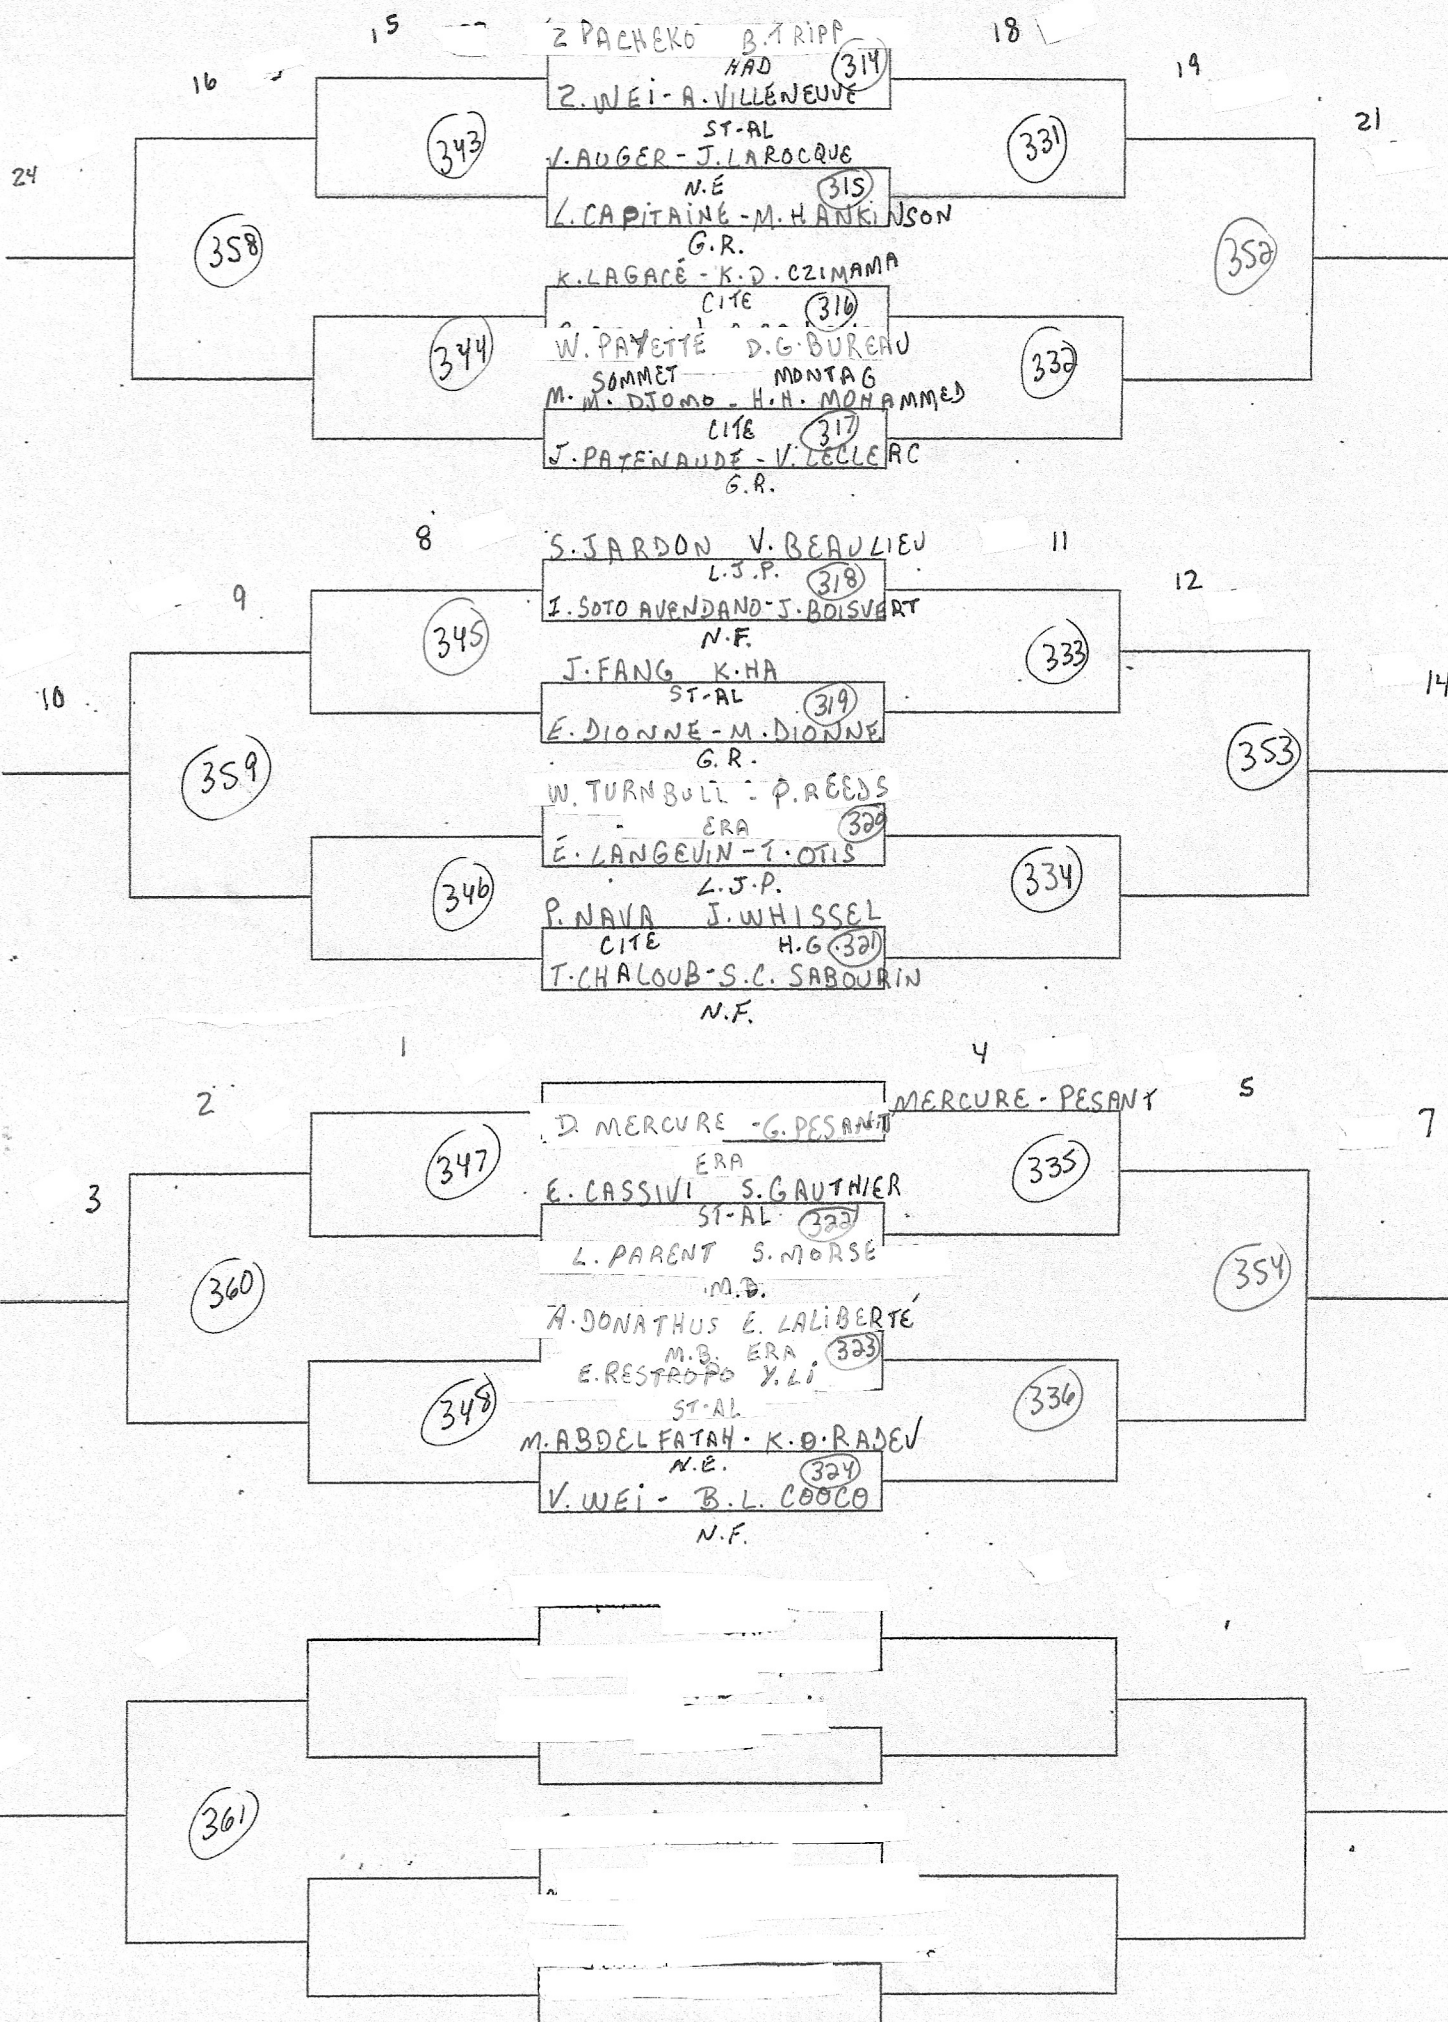 15
Z PACHEKO B.TRIPP
18
HAD
314
19
16
Z.WEI-A.VILLENEUVE
21
ST-AL
343
331
V.AUGER-J.LAROCQUE
24
N.E
315
L.CAPITAINE-M.HANKINSON
358
G.R.
352
K.LAGACÉ-K.D.CZIMAMA
CITE
316
344
W.PAYETTE D.G.BUREAU
332
SOMMET MONTAG
M.M.DJOMO-H.H.MOHAMMED
CITE
317
J.PATENAUDE-V.LECLERC
G.R.
8
S.JARDON V.BEAULIEU
11
L.J.P.
318
12
9
I.SOTO AVENDANO-J.BOISVERT
345
N.F.
333
J.FANG K.HA
10
ST-AL
319
14
E.DIONNE-M.DIONNE
359
G.R.
353
W.TURNBULL-P.REEDS
ERA
320
É.LANGEVIN-T.OTIS
346
L.J.P.
334
P.NAVA J.WHISSEL
CITE
H.G
321
T.CHALOUB-S.C.SABOURIN
N.F.
1
4
2
MERCURE-PESANT
5
D.MERCURE-G.PESANT
7
347
ERA
335
3
E.CASSIVI S.GAUTHIER
ST-AL
322
L.PARENT S.MORSE
360
M.B.
354
A.DONATHUS E.LALIBERTÉ
M.B. ERA
323
E.RESTROPO Y.LI
348
ST-AL
336
M.ABDELFATAH.K.D.RADEV
N.E.
324
V.WEI-B.L.COOCO
N.F.
361